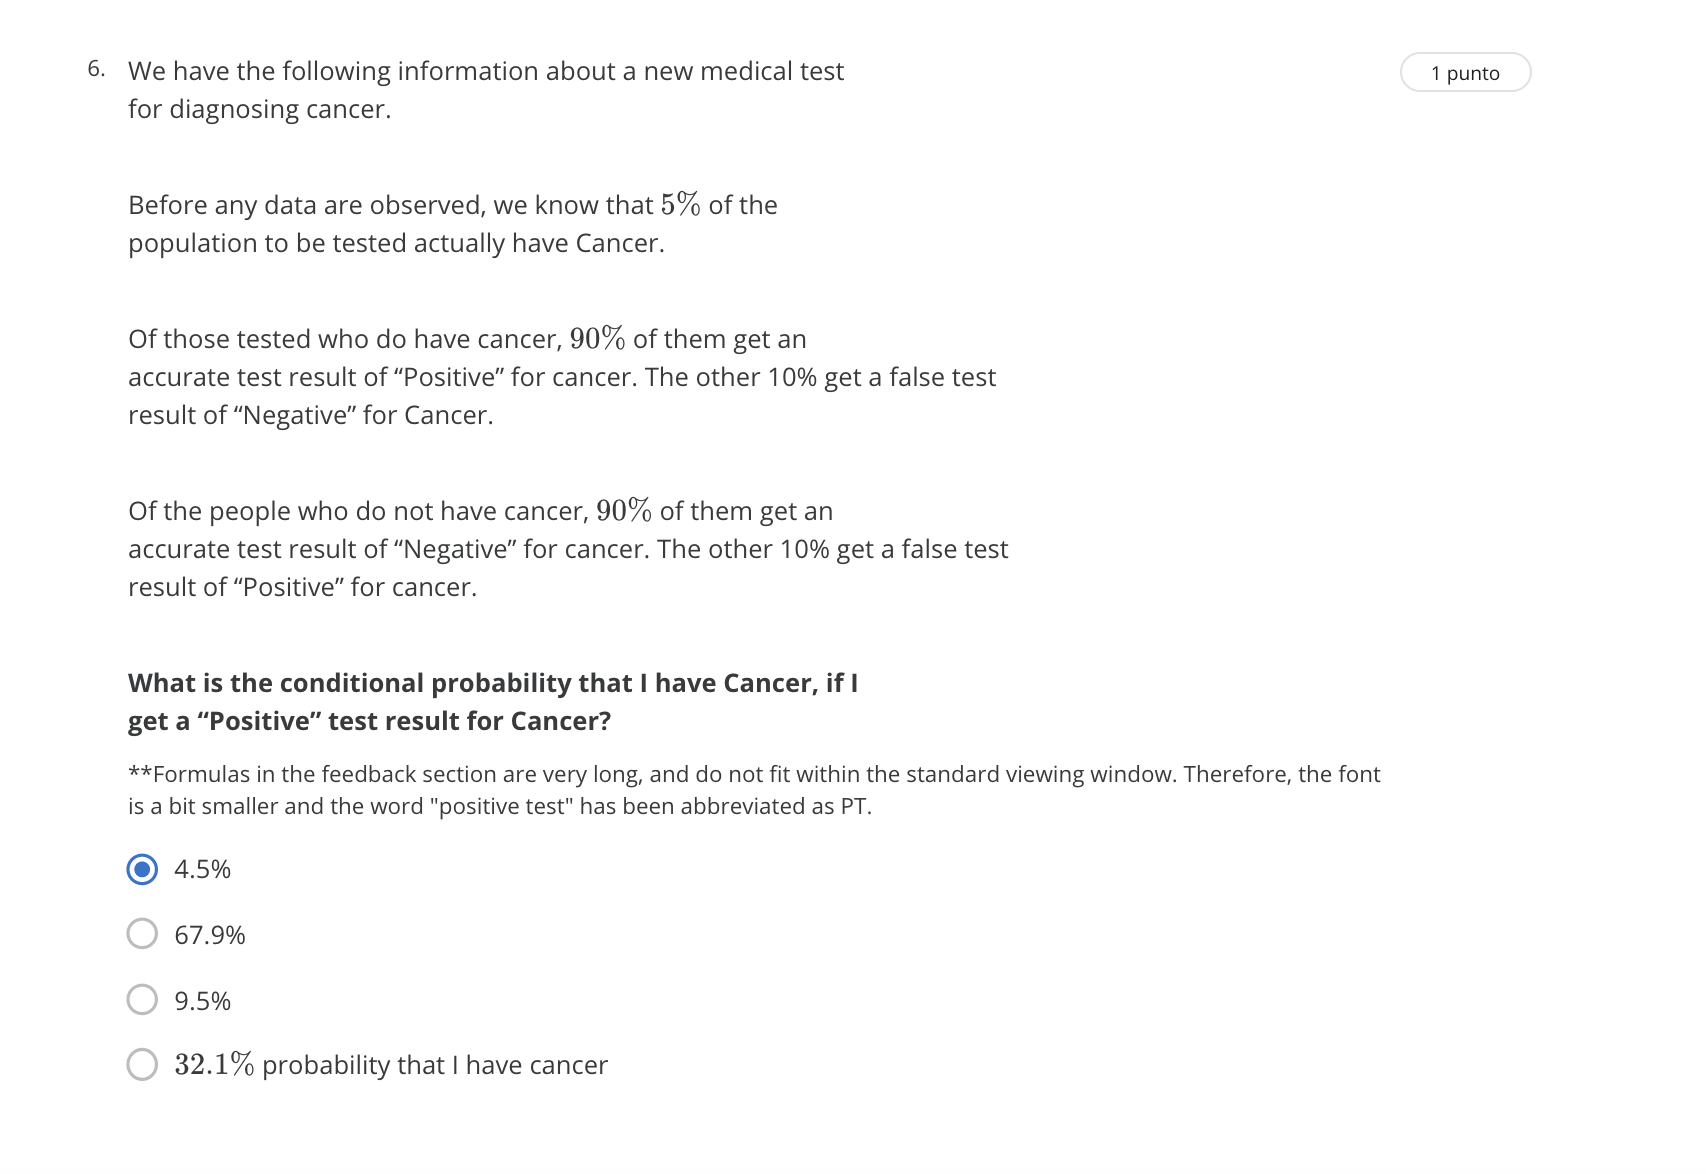 6. We have the following information about a new medical test
1 punto
for diagnosing cancer.
Before any data are observed, we know that 5% of the
population to be tested actually have Cancer.
Of those tested who do have cancer, 90% of them get an
accurate test result of “Positive” for cancer. The other 10% get a false test
result of “Negative” for Cancer.
Of the people who do not have cancer, 90% of them get an
accurate test result of “Negative” for cancer. The other 10% get a false test
result of “Positive” for cancer.
What is the conditional probability that I have Cancer, if I
get a “Positive” test result for Cancer?
**Formulas in the feedback section are very long, and do not fit within the standard viewing window. Therefore, the font
is a bit smaller and the word "positive test" has been abbreviated as PT.
4.5%
67.9%
9.5%
32.1% probability that I have cancer